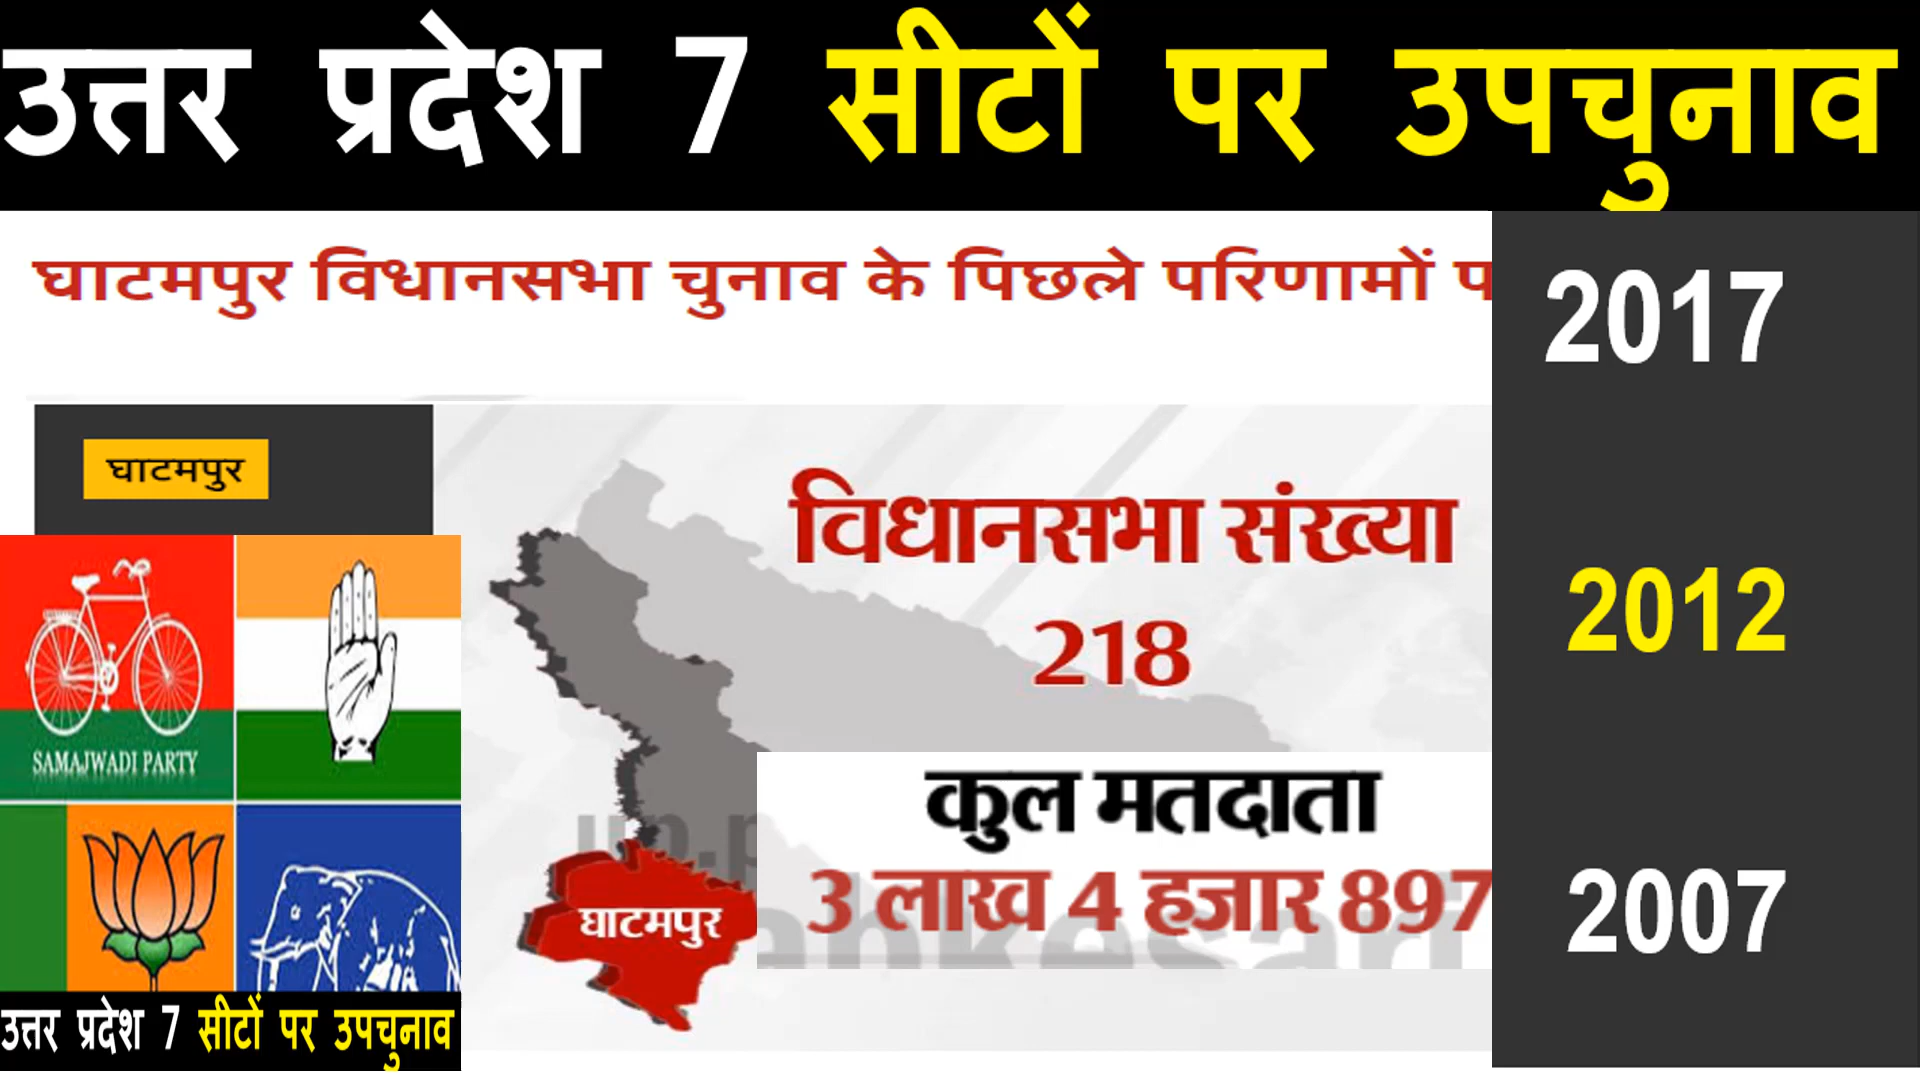 उत्तर प्रदेश 7 सीटों पर उपचुनाव
घाटमपुर विधानसभा चुनाव के पिछले परिणामों प
2017
घाटमपुर
विधानसभा संख्या
218
2012
SAMAJWADI PARTY
कुल मतदाता
3 लाख 4 हजार 897
2007
घाटमपुर
उत्तर प्रदेश 7 सीटों पर उपचुनाव